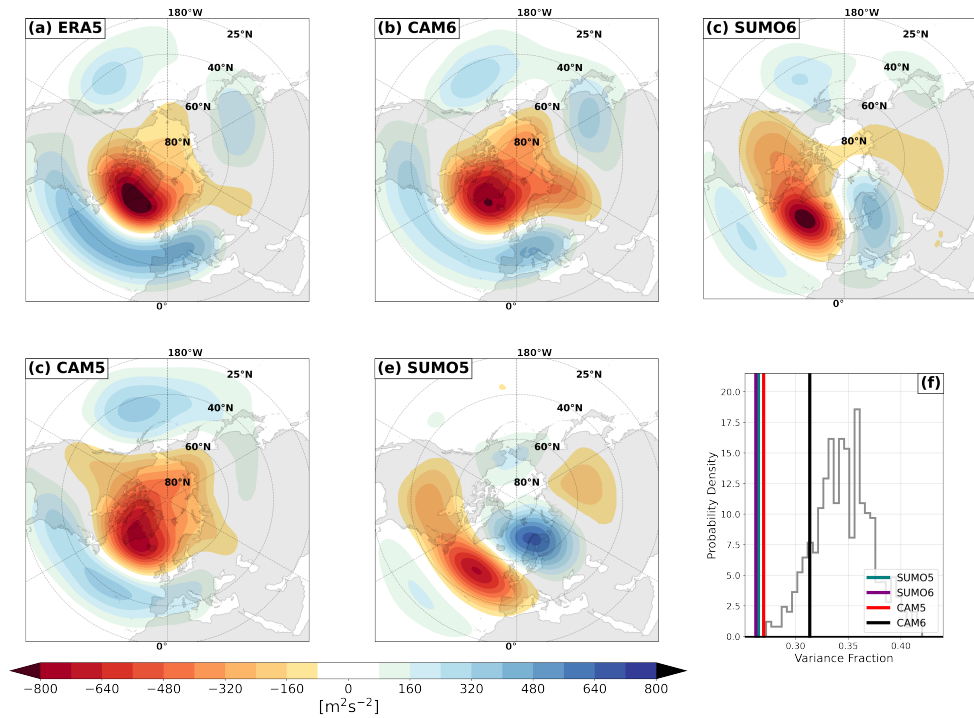 (a) ERA5
180°W
25°N
40°N
60°N
80°N
0°
(b) CAM6
180°W
25°N
40°N
60°N
80°N
0°
(c) SUMO6
180°W
25°N
40°N
60°N
80°N
0°
(c) CAM5
180°W
25°N
40°N
60°N
80°N
0°
(e) SUMO5
180°W
25°N
40°N
60°N
80°N
0°
(f)
20.0
17.5
15.0
12.5
10.0
7.5
5.0
2.5
0.0
Probability Density
SUMO5
SUMO6
CAM5
CAM6
0.30 0.35 0.40
Variance Fraction
−800 −640 −480 −320 −160 0 160 320 480 640 800
[m²s⁻²]